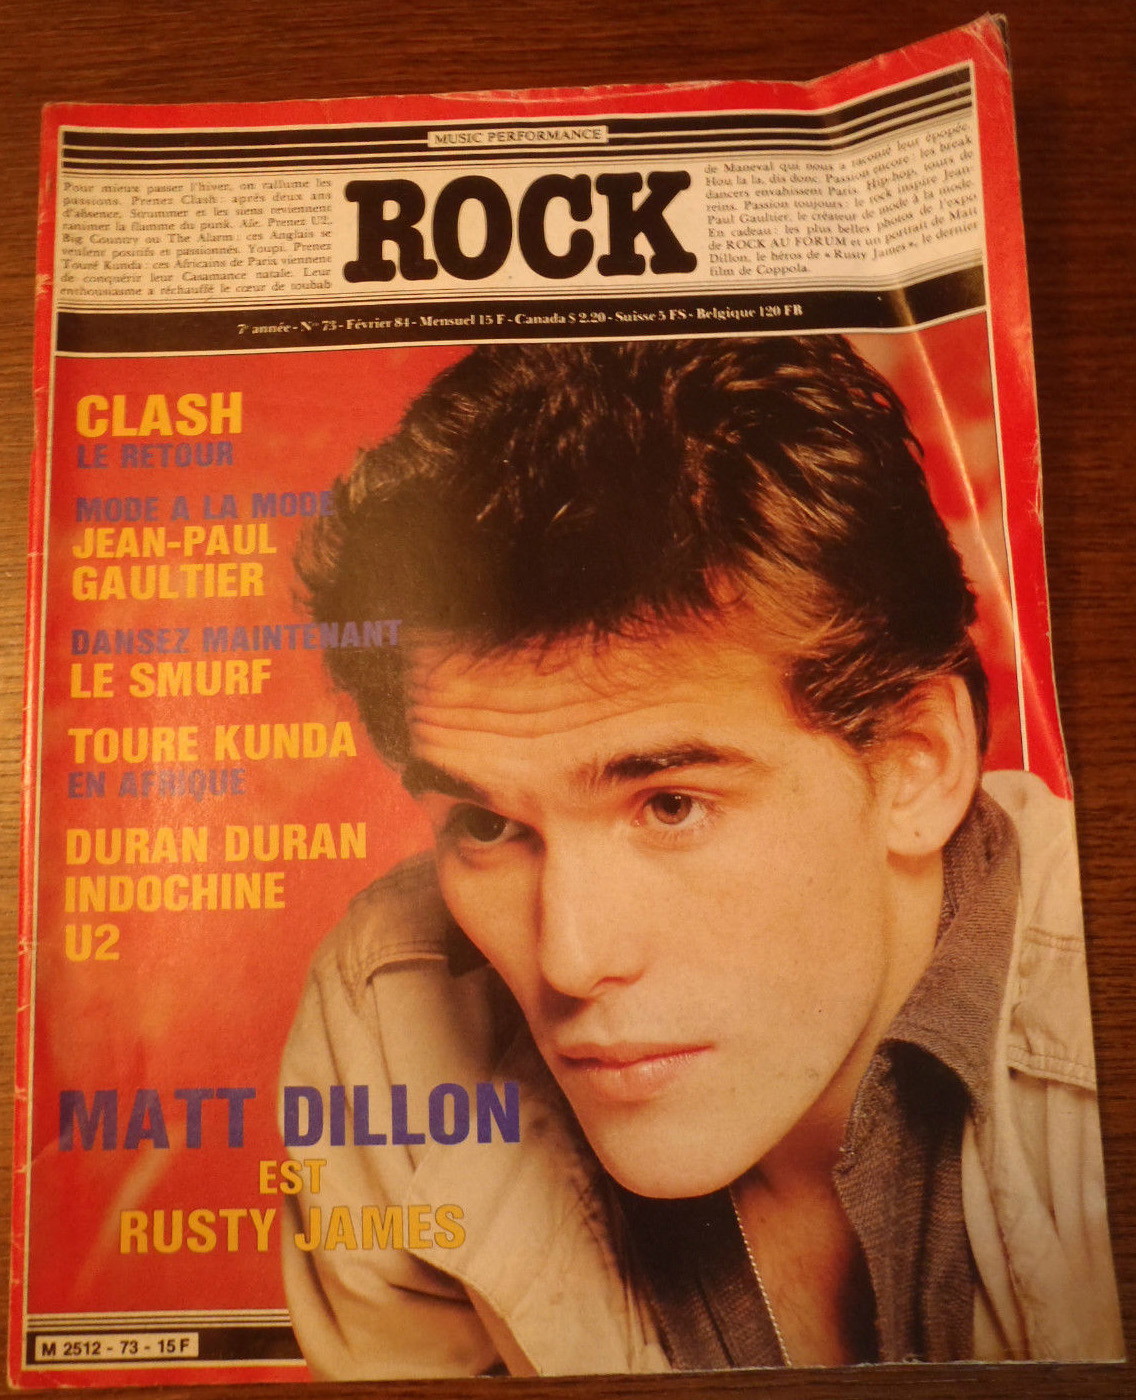 MUSIC PERFORMANCE
Pour mieux passer l'hiver, on rallume les
passions. Prenez Clash : après deux ans
d'absence, Strummer et les siens reviennent
ranimer la flamme du punk. Aïe. Prenez U2,
Big Country ou The Alarm : ces Anglais se
veulent positifs et passionnés. Youpi. Prenez
Touré Kunda : ces Africains de Paris viennent
de conquérir leur Casamance natale. Leur
enthousiasme a réchauffé le cœur de soubab
ROCK
de Maneval qui nous a raconté leur épopée.
Hou la la, dis donc. Passion encore : les break
dancers envahissent Paris. Hip-hop, tours de
reins. Passion toujours : le rock inspire Jean
Paul Gaultier, le créateur de mode à la mode.
En cadeau : les plus belles photos de l'expo
de ROCK AU FORUM et un portrait de Matt
Dillon, le héros de « Rusty James », le dernier
film de Coppola.
7e année - No 73 - Février 84 - Mensuel 15 F - Canada $ 2.20 - Suisse 5 FS - Belgique 120 FB
CLASH
LE RETOUR
MODE A LA MODE
JEAN-PAUL
GAULTIER
DANSEZ MAINTENANT
LE SMURF
TOURE KUNDA
EN AFRIQUE
DURAN DURAN
INDOCHINE
U2
MATT DILLON
EST
RUSTY JAMES
M 2512 - 73 - 15 F